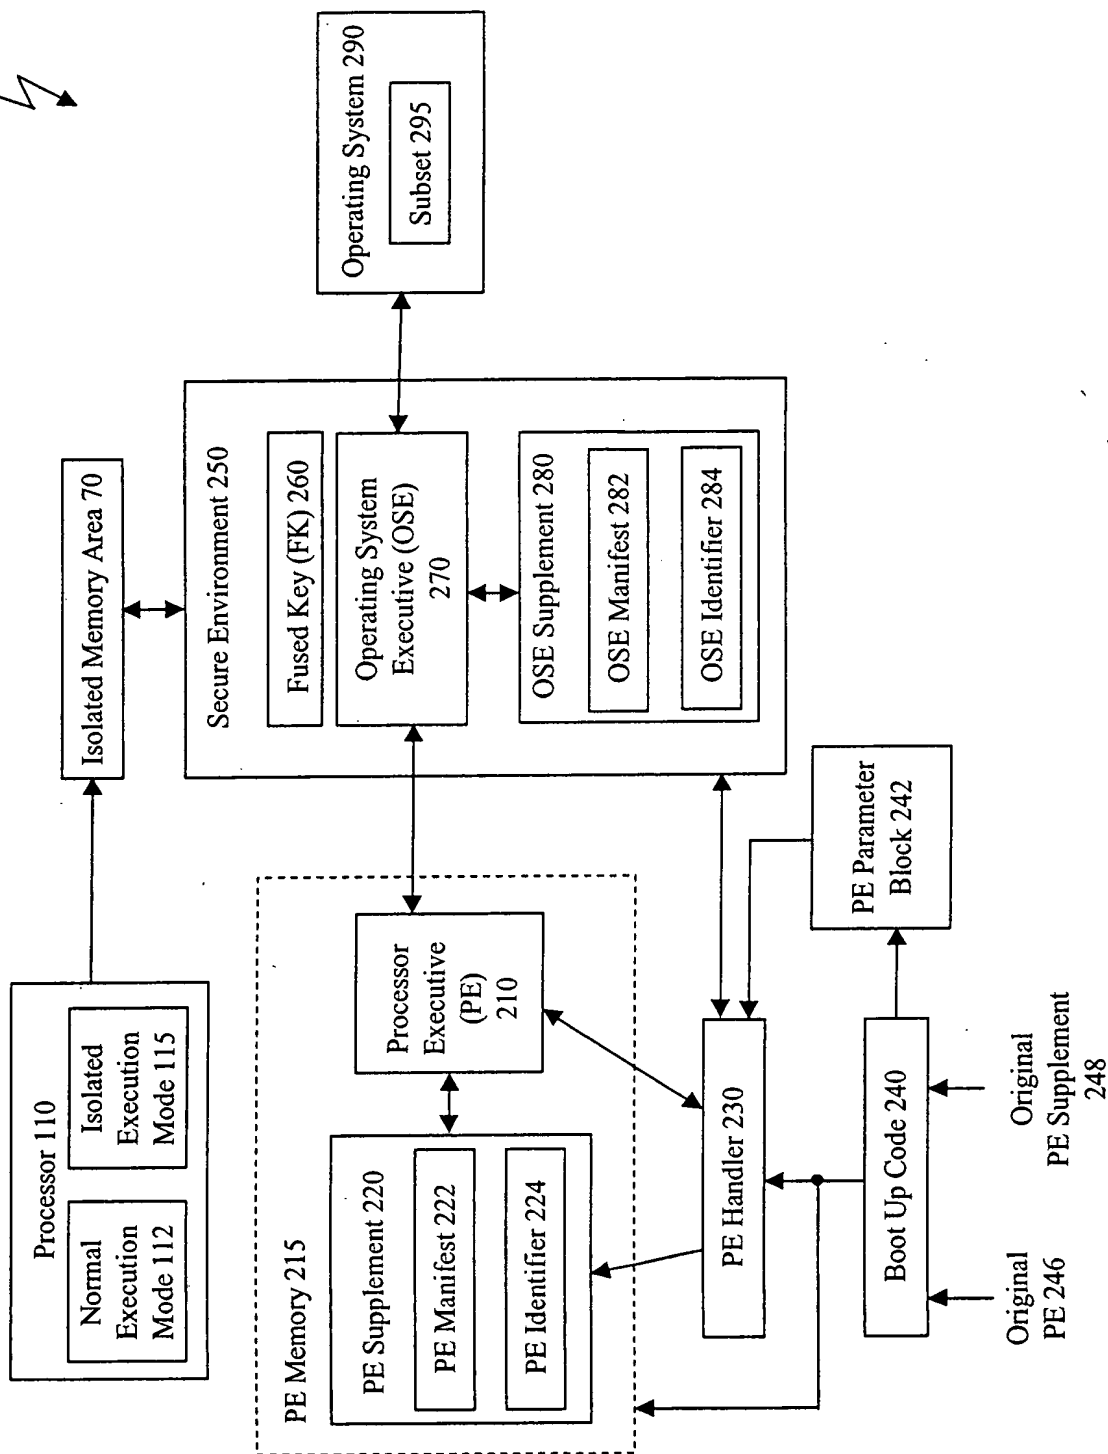 Processor 110
Normal
Execution
Mode 112
Isolated
Execution
Mode 115
Isolated Memory Area 70
PE Memory 215
PE Supplement 220
PE Manifest 222
PE Identifier 224
Processor
Executive
(PE)
210
Secure Environment 250
Fused Key (FK) 260
Operating System
Executive (OSE)
270
OSE Supplement 280
OSE Manifest 282
OSE Identifier 284
Operating System 290
Subset 295
PE Handler 230
PE Parameter
Block 242
Boot Up Code 240
Original
PE 246
Original
PE Supplement
248